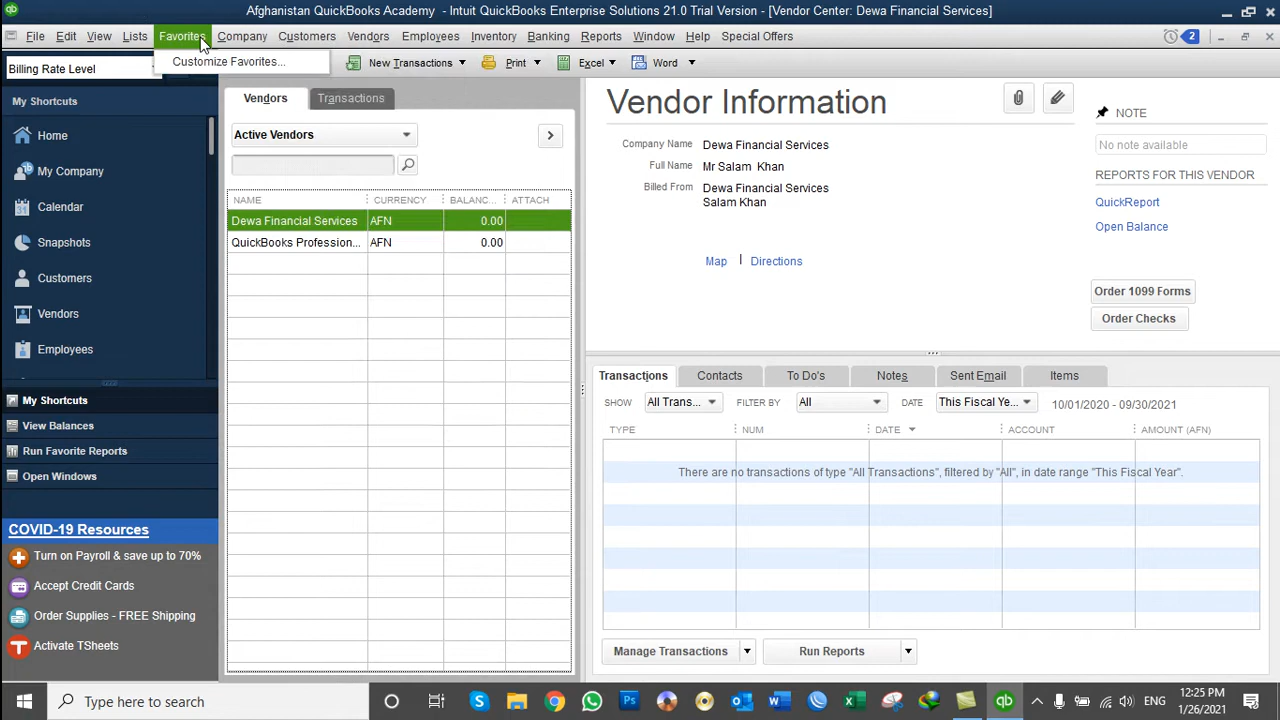 Afghanistan QuickBooks Academy - Intuit QuickBooks Enterprise Solutions 21.0 Trial Version - [Vendor Center: Dewa Financial Services]
File Edit View Lists Favorites Company Customers Vendors Employees Inventory Banking Reports Window Help Special Offers 2
Customize Favorites...
Billing Rate Level
New Transactions Print Excel Word
My Shortcuts
Home
My Company
Calendar
Snapshots
Customers
Vendors
Employees
My Shortcuts
View Balances
Run Favorite Reports
Open Windows
COVID-19 Resources
Turn on Payroll & save up to 70%
Accept Credit Cards
Order Supplies - FREE Shipping
Activate TSheets
Vendors Transactions
Active Vendors
NAME CURRENCY BALANC... ATTACH
Dewa Financial Services AFN 0.00
QuickBooks Profession... AFN 0.00
Vendor Information
Company Name Dewa Financial Services
Full Name Mr Salam Khan
Billed From Dewa Financial Services
Salam Khan
Map | Directions
NOTE
No note available
REPORTS FOR THIS VENDOR
QuickReport
Open Balance
Order 1099 Forms
Order Checks
Transactions Contacts To Do's Notes Sent Email Items
SHOW All Trans... FILTER BY All DATE This Fiscal Ye... 10/01/2020 - 09/30/2021
TYPE NUM DATE ACCOUNT AMOUNT (AFN)
There are no transactions of type "All Transactions", filtered by "All", in date range "This Fiscal Year".
Manage Transactions Run Reports
Type here to search
ENG
12:25 PM
1/26/2021